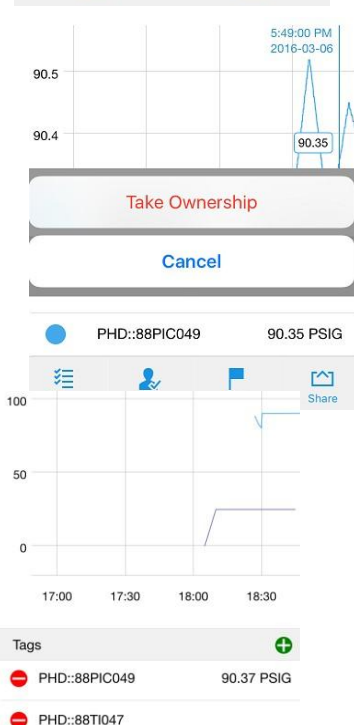 5:49:00 PM
2016-03-06
90.5
90.4
90.35
Take Ownership
Cancel
PHD::88PIC049 90.35 PSIG
Share
100
50
0
17:00 17:30 18:00 18:30
Tags
PHD::88PIC049 90.37 PSIG
PHD::88TI047